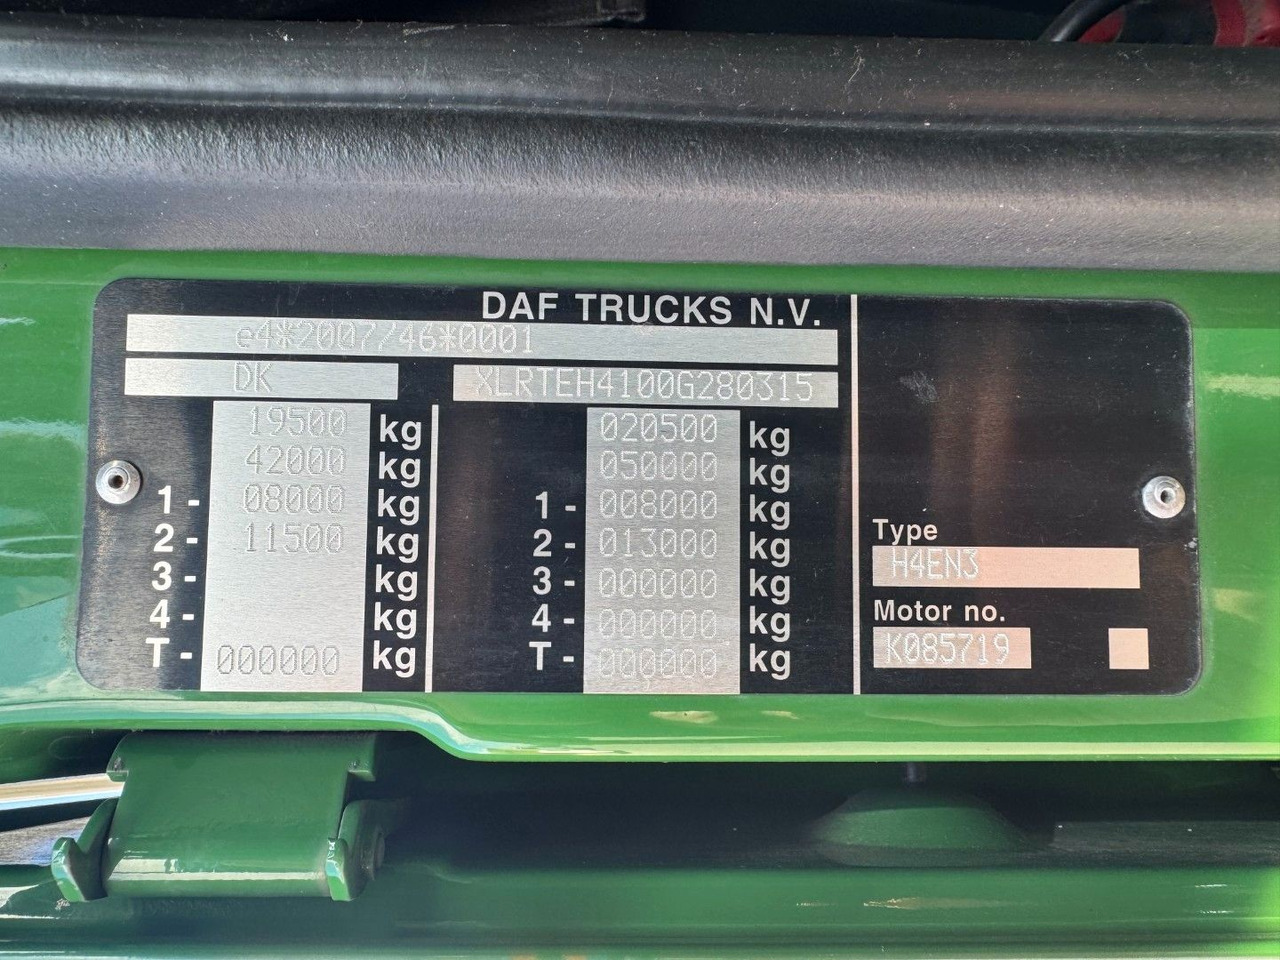 DAF TRUCKS N.V.
e4*2007/46*0001
DK XLRTEH4100G280315
19500 kg 020500 kg
42000 kg 050000 kg
1- 08000 kg 1- 008000 kg
2- 11500 kg 2- 013000 kg
3- kg 3- 000000 kg
4- kg 4- 000000 kg
T- 000000 kg T- 000000 kg
Type
H4EN3
Motor no.
K085719